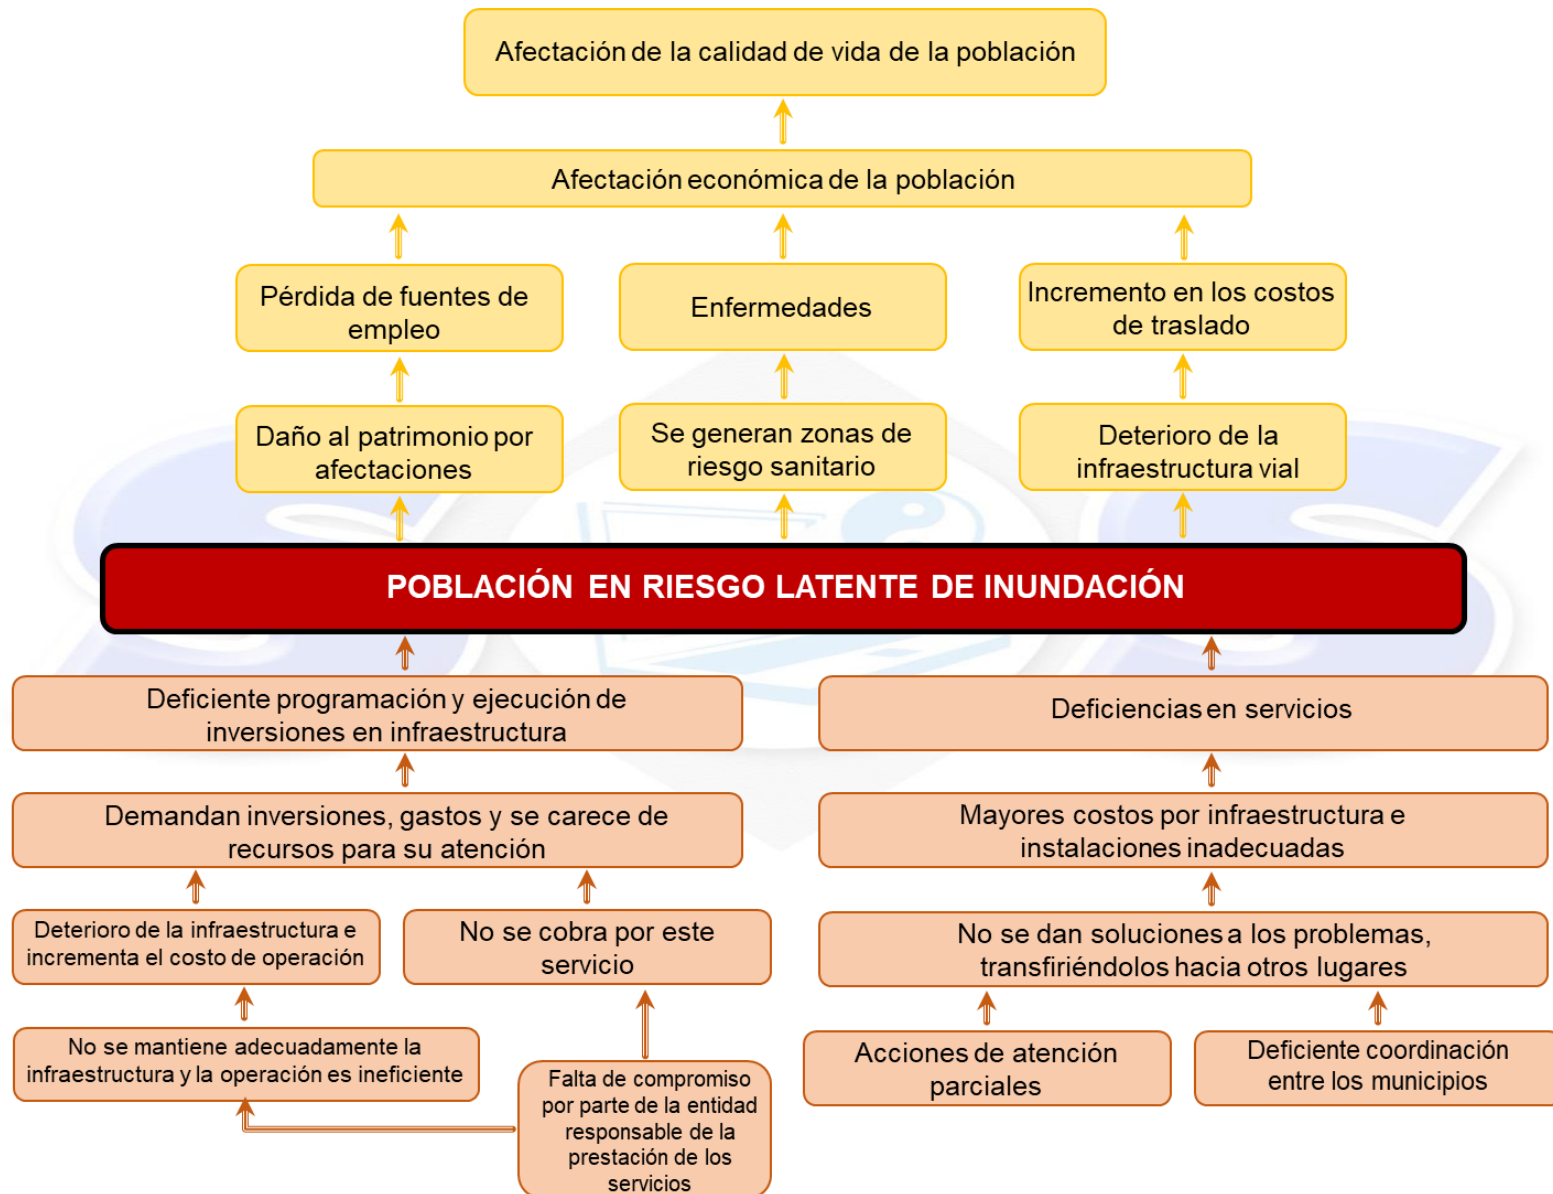 Afectación de la calidad de vida de la población
Afectación económica de la población
Pérdida de fuentes de
empleo
Enfermedades
Incremento en los costos
de traslado
Daño al patrimonio por
afectaciones
Se generan zonas de
riesgo sanitario
Deterioro de la
infraestructura vial
POBLACIÓN EN RIESGO LATENTE DE INUNDACIÓN
Deficiente programación y ejecución de
inversiones en infraestructura
Deficiencias en servicios
Demandan inversiones, gastos y se carece de
recursos para su atención
Mayores costos por infraestructura e
instalaciones inadecuadas
Deterioro de la infraestructura e
incrementa el costo de operación
No se cobra por este
servicio
No se dan soluciones a los problemas,
transfiriéndolos hacia otros lugares
No se mantiene adecuadamente la
infraestructura y la operación es ineficiente
Falta de compromiso
por parte de la entidad
responsable de la
prestación de los
servicios
Acciones de atención
parciales
Deficiente coordinación
entre los municipios